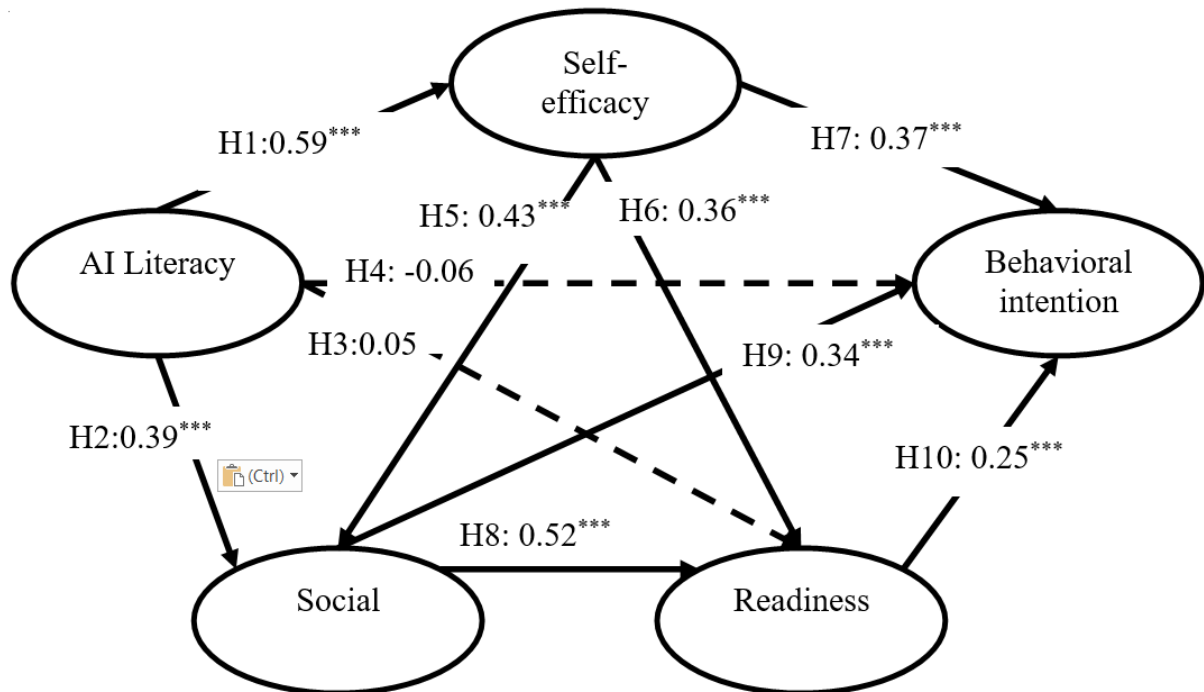 Self-
efficacy
H1:0.59***
H7: 0.37***
H5: 0.43***
H6: 0.36***
AI Literacy
H4: -0.06
Behavioral
intention
H3:0.05
H9: 0.34***
H2:0.39***
(Ctrl)
H10: 0.25***
H8: 0.52***
Social
Readiness